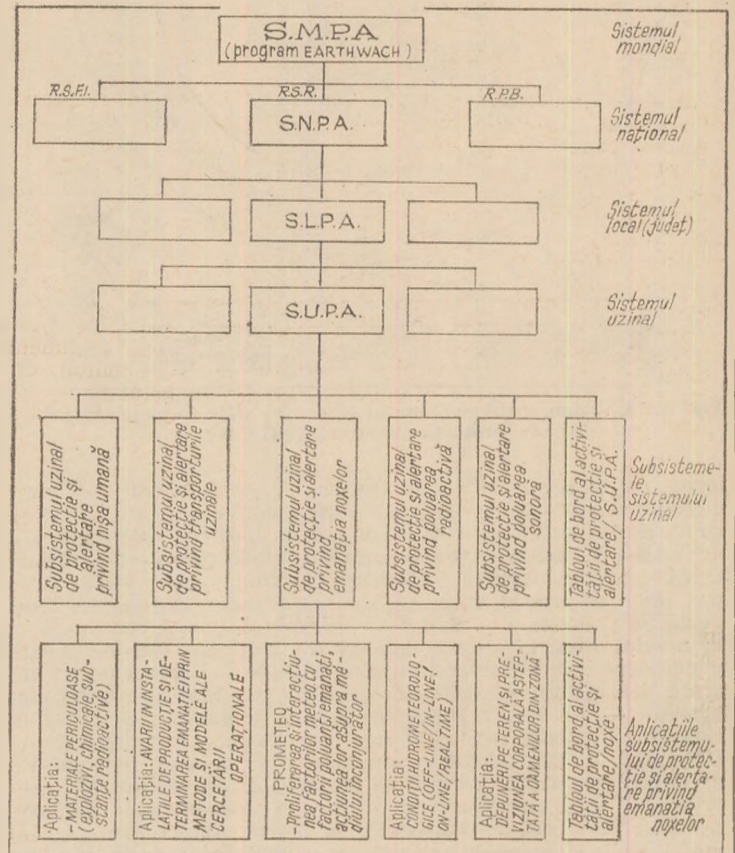 S.M.P.A
(program EARTHWACH)
Sistemul
mondial
R.S.F.I.
R.S.R.
R.P.B.
S.N.P.A.
Sistemul
național
S.L.P.A.
Sistemul
local (județ)
S.U.P.A.
Sistemul
uzinal
Subsistemul uzinal
de protecție și
alertare
privind nișa umană
Subsistemul uzinal
de protecție și alertare
privind transporturile
uzinale
Subsistemul uzinal
de protecție și alertare
privind
emanația noxelor
Subsistemul uzinal
de protecție și alertare
privind poluarea
radioactivă
Subsistemul uzinal
de protecție și alertare
privind poluarea
sonora
Tabloul de bord al activi-
tății de protecție și
alertare / S.U.P.A.
Subsisteme-
le
sistemului
uzinal
Aplicația:
- MATERIALE PERICULOASE
(explozivi, chimicale, sub-
stanțe radioactive)
Aplicația: AVARII IN INSTA-
LAȚIILE DE PRODUCȚIE SI DE-
TERMINAREA EMANAȚIEI PRIN
METODE SI MODELE ALE
CERCETĂRII
OPERAȚIONALE
PROMETEO
- Proliferarea și interacțiu-
nea factorilor meteo cu
factorii poluanți emanați,
acțiunea lor asupra me-
diului inconjurător
Aplicația:
CONDIȚII HIDROMETEOROLO-
GICE (OFF-LINE/IN-LINE/
ON-LINE/REAL TIME)
Aplicația:
DEPUNERI PE TEREN SI PRE-
VIZIUNEA CORPORALĂ AȘTEP-
TATĂ A OAMENILOR DIN ZONĂ
Tabloul de bord al activi-
tății de protecție și
alertare/noxe
Aplicațiile
subsistemu-
lui de protec-
ție și alerta-
re privind
emanația
noxelor